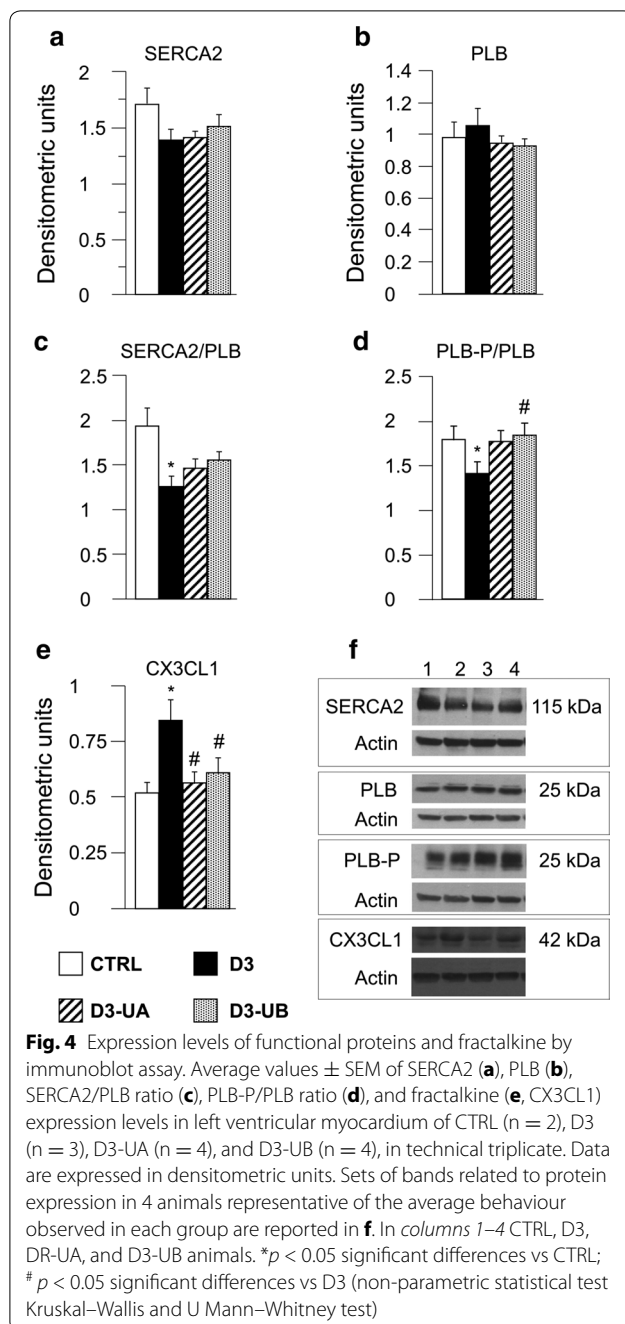 a
SERCA2
Densitometric units
2
1.5
1
0.5
0
b
PLB
Densitometric units
1.4
1.2
1
0.8
0.6
0.4
0.2
0
c
SERCA2/PLB
2.5
2
1.5
1
0.5
0
*
d
PLB-P/PLB
2.5
2
1.5
1
0.5
0
*
#
e
CX3CL1
Densitometric units
1
0.75
0.5
0.25
0
*
#
#
CTRL
D3
D3-UA
D3-UB
f
1 2 3 4
SERCA2 115 kDa
Actin
PLB 25 kDa
Actin
PLB-P 25 kDa
Actin
CX3CL1 42 kDa
Actin
Fig. 4 Expression levels of functional proteins and fractalkine by
immunoblot assay. Average values ± SEM of SERCA2 (a), PLB (b),
SERCA2/PLB ratio (c), PLB-P/PLB ratio (d), and fractalkine (e, CX3CL1)
expression levels in left ventricular myocardium of CTRL (n = 2), D3
(n = 3), D3-UA (n = 4), and D3-UB (n = 4), in technical triplicate. Data
are expressed in densitometric units. Sets of bands related to protein
expression in 4 animals representative of the average behaviour
observed in each group are reported in f. In columns 1–4 CTRL, D3,
DR-UA, and D3-UB animals. *p < 0.05 significant differences vs CTRL;
# p < 0.05 significant differences vs D3 (non-parametric statistical test
Kruskal–Wallis and U Mann–Whitney test)